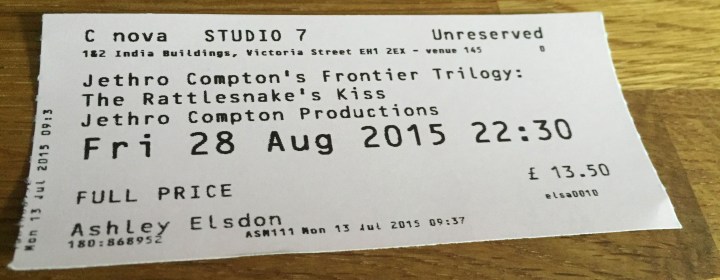 C nova STUDIO 7 Unreserved
1&2 India Buildings, Victoria Street EH1 2EX - venue 145 0
Jethro Compton's Frontier Trilogy:
The Rattlesnake's Kiss
Jethro Compton Productions
Fri 28 Aug 2015 22:30
£ 13.50
FULL PRICE
elsa0010
Ashley Elsdon
180:868952 ASM111 Mon 13 Jul 2015 09:37
Mon 13 Jul 2015 09:3